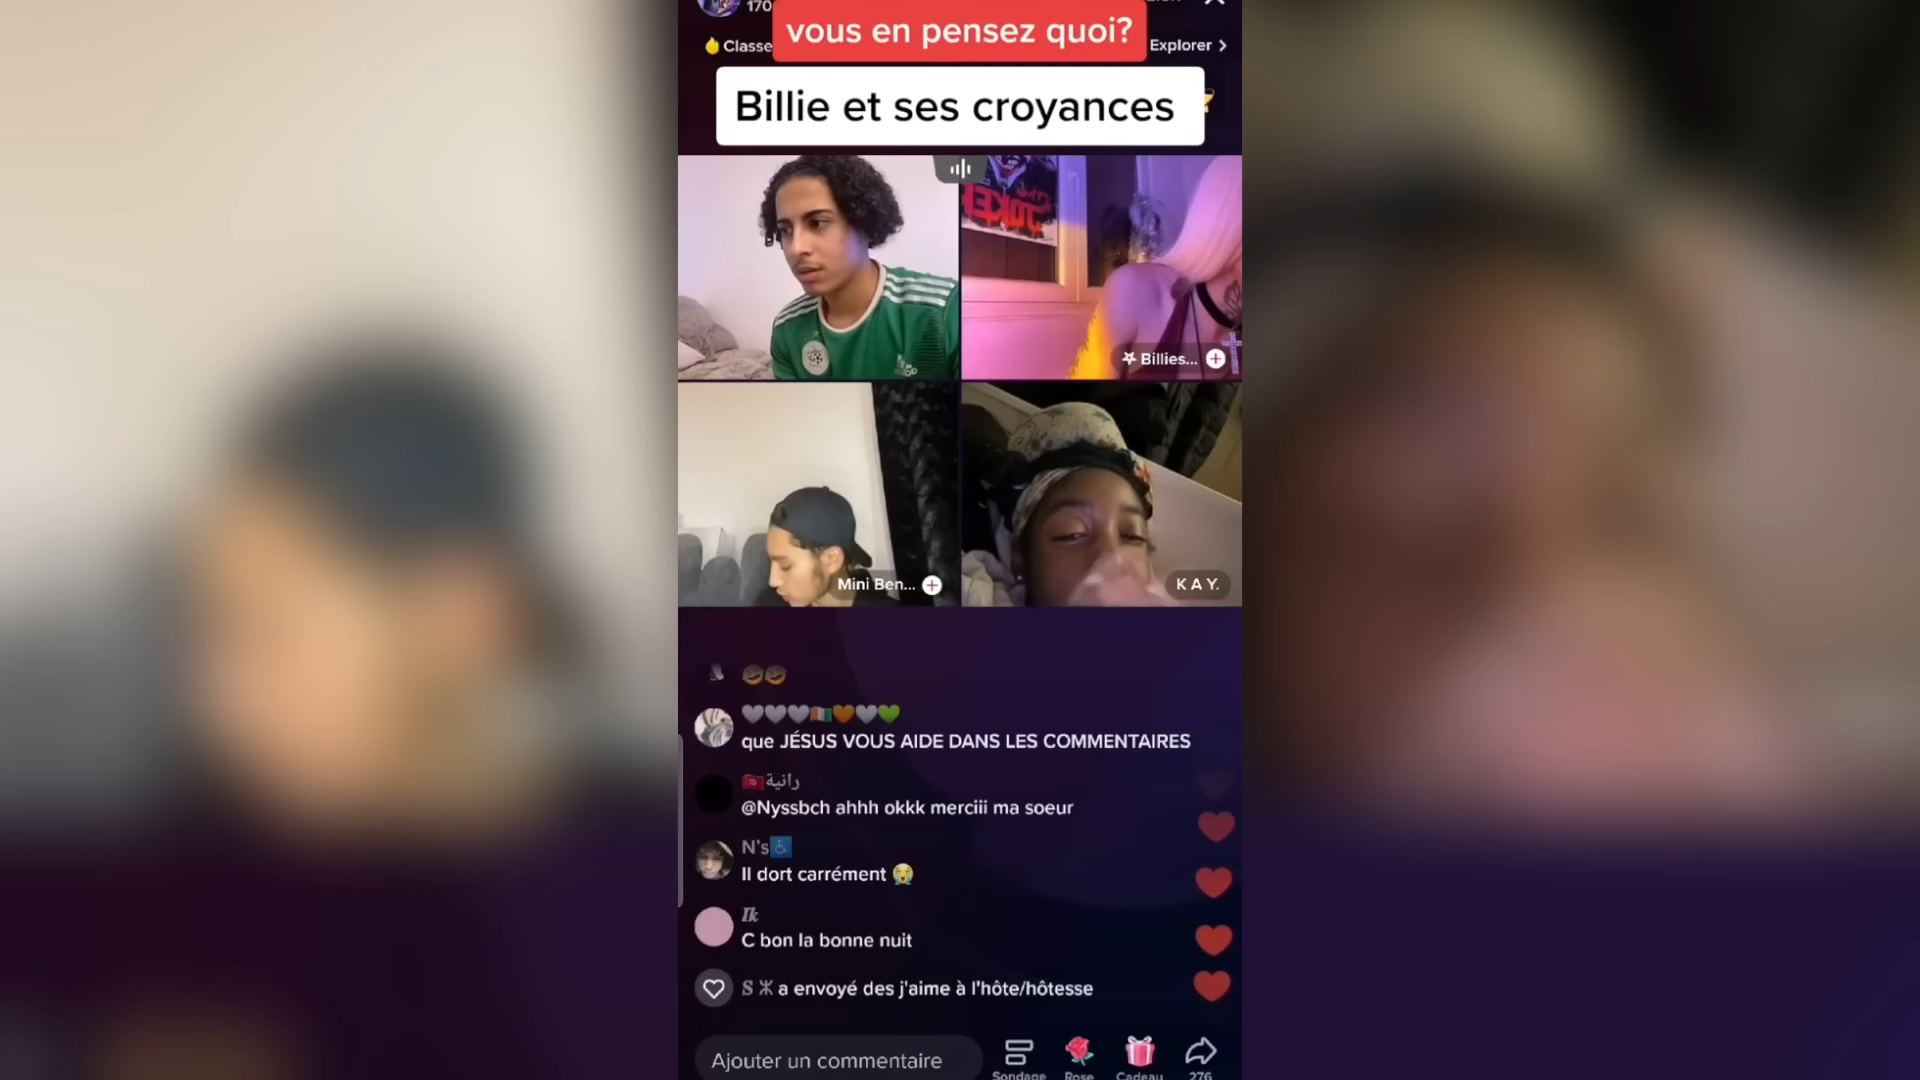 170
vous en pensez quoi?
Classe
Explorer >
Billie et ses croyances
JOKER
Billies...
Mini Ben...
K A Y.
que JÉSUS VOUS AIDE DANS LES COMMENTAIRES
رانية
@Nyssbch ahhh okkk merciii ma soeur
N's
Il dort carrément
Ik
C bon la bonne nuit
S Ж a envoyé des j'aime à l'hôte/hôtesse
Ajouter un commentaire
Sondage
Rose
Cadeau
276